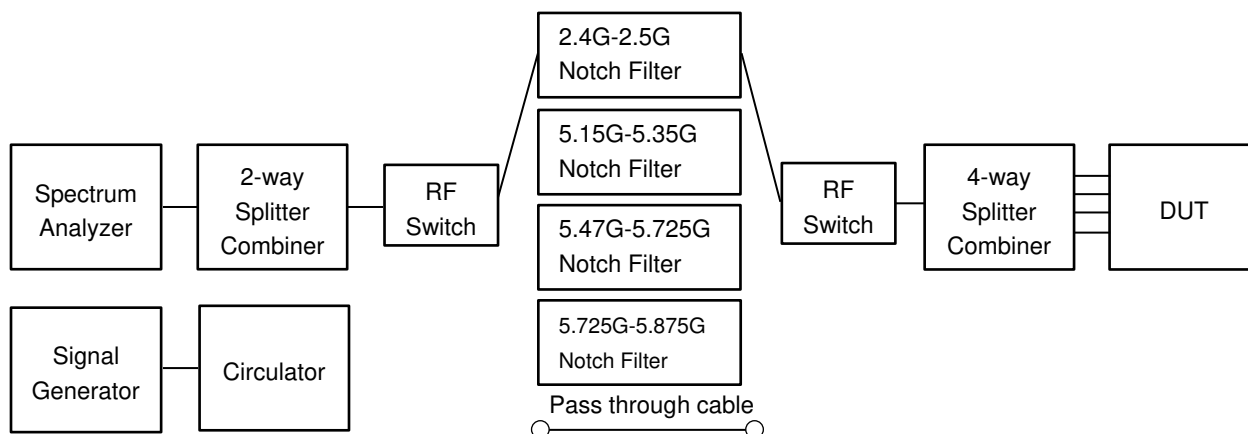 2.4G-2.5G
Notch Filter
5.15G-5.35G
Notch Filter
5.47G-5.725G
Notch Filter
5.725G-5.875G
Notch Filter
Pass through cable
Spectrum
Analyzer
2-way
Splitter
Combiner
RF
Switch
RF
Switch
4-way
Splitter
Combiner
DUT
Signal
Generator
Circulator